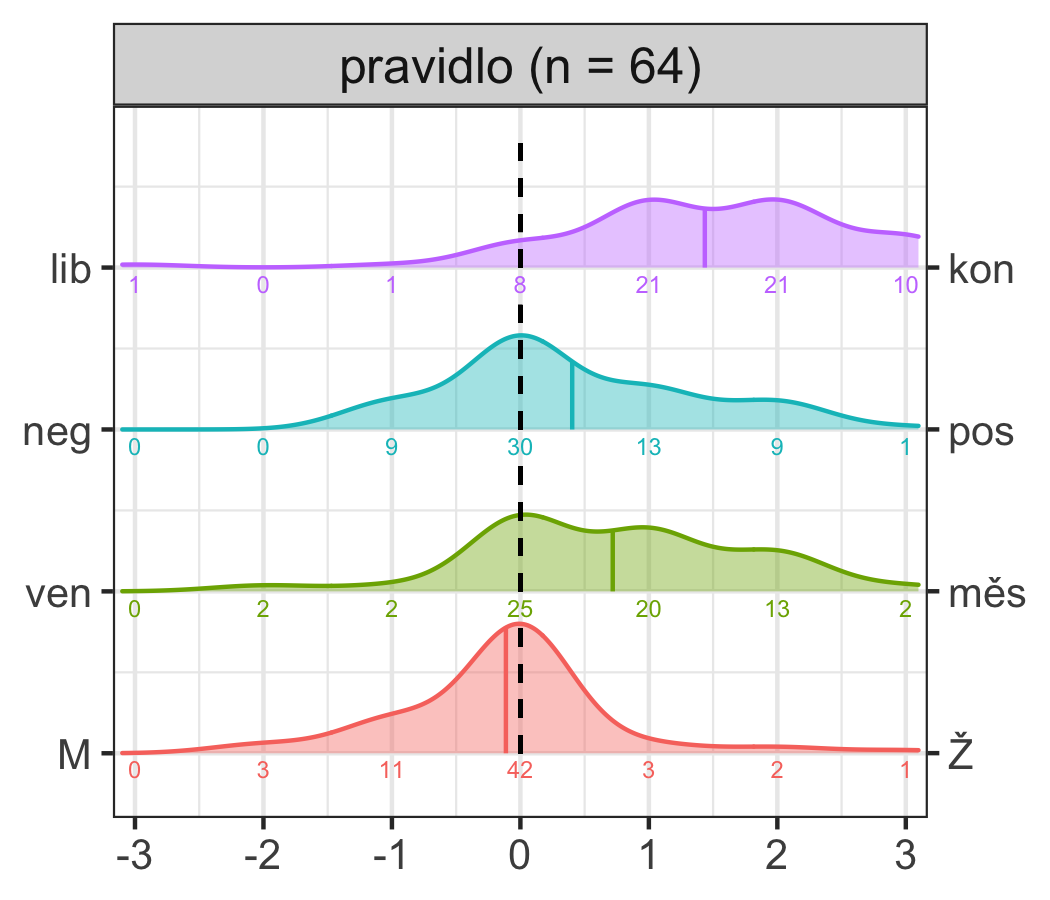 pravidlo (n = 64)
lib kon
1 0 1 8 21 21 10
neg pos
0 0 9 30 13 9 1
ven měs
0 2 2 25 20 13 2
M Ž
0 3 11 42 3 2 1
-3 -2 -1 0 1 2 3